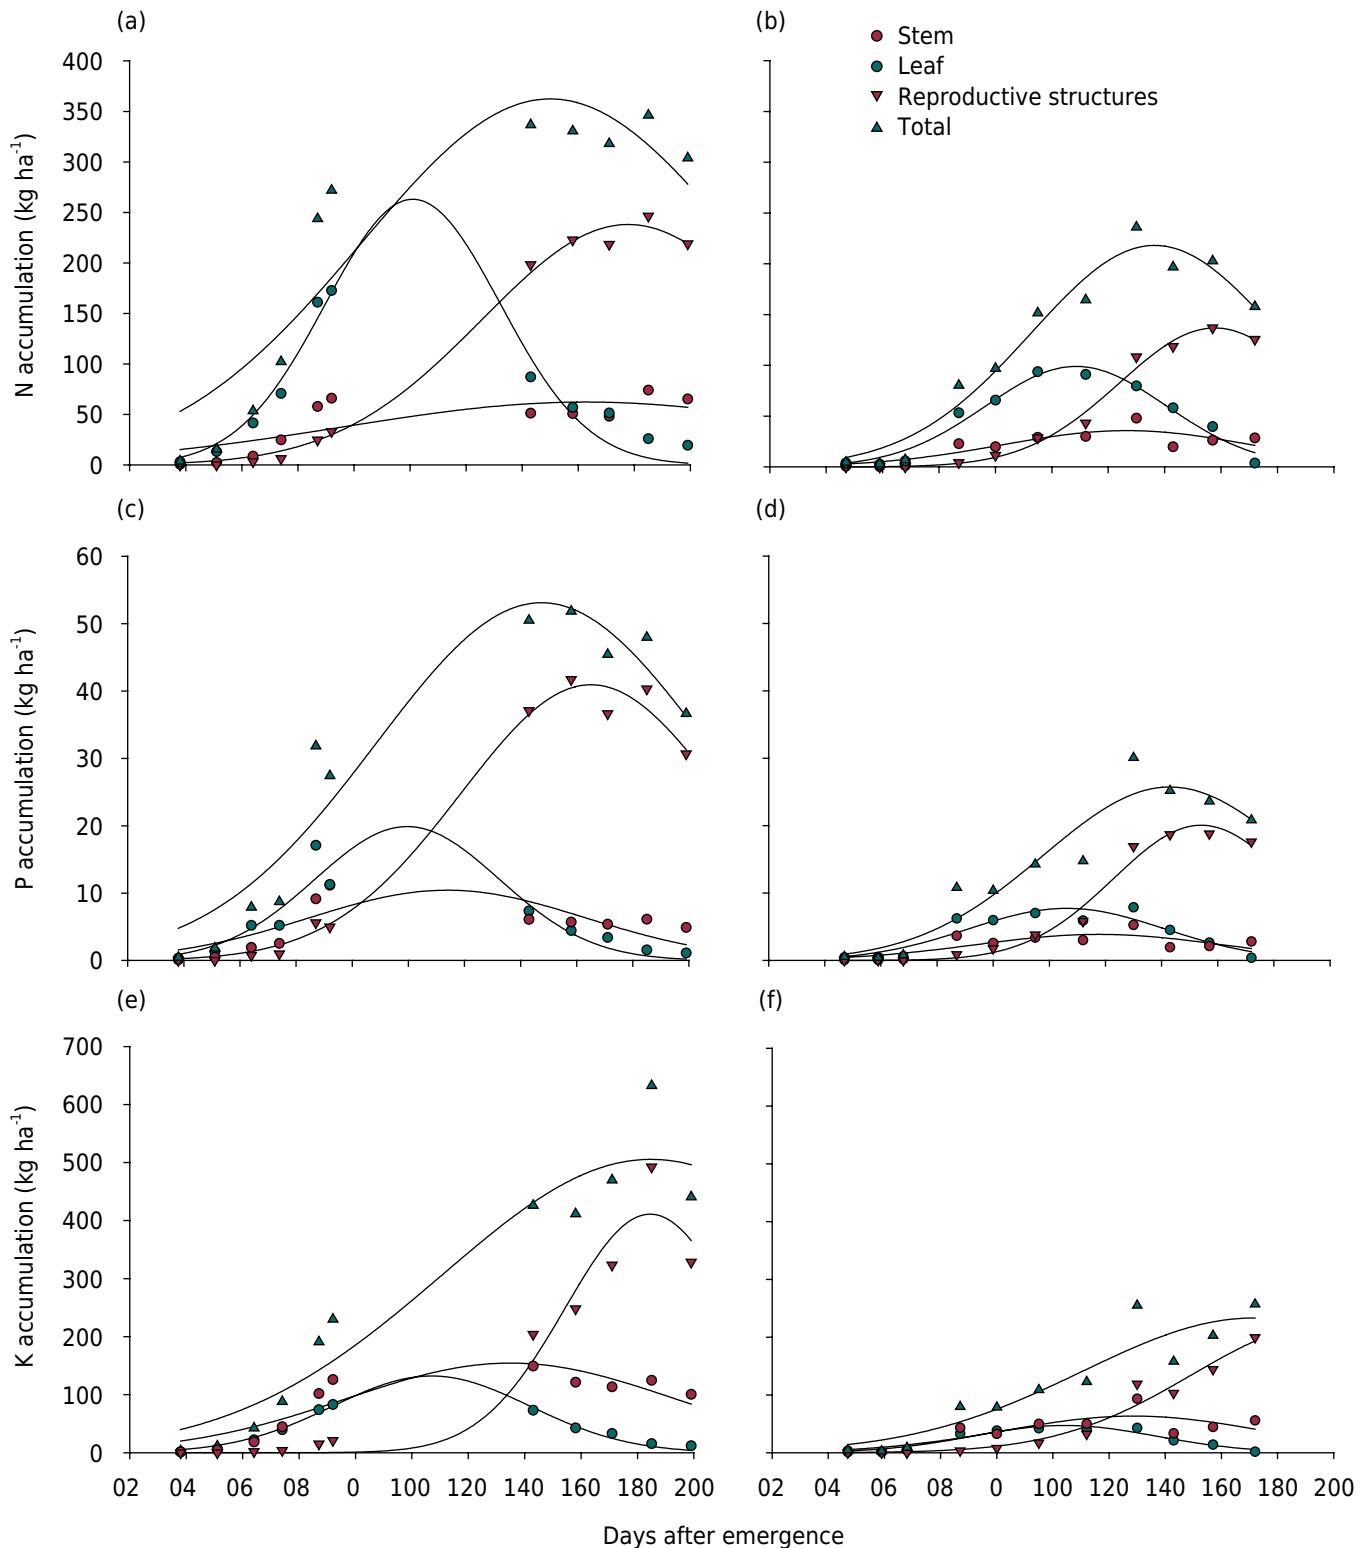 (a)
(b)
Stem
Leaf
Reproductive structures
Total
400
350
300
250
200
150
100
50
0
N accumulation (kg ha⁻¹)
(c)
(d)
60
50
40
30
20
10
0
P accumulation (kg ha⁻¹)
(e)
(f)
700
600
500
400
300
200
100
0
K accumulation (kg ha⁻¹)
02 04 06 08 0 100 120 140 160 180 200
02 04 06 08 0 100 120 140 160 180 200
Days after emergence